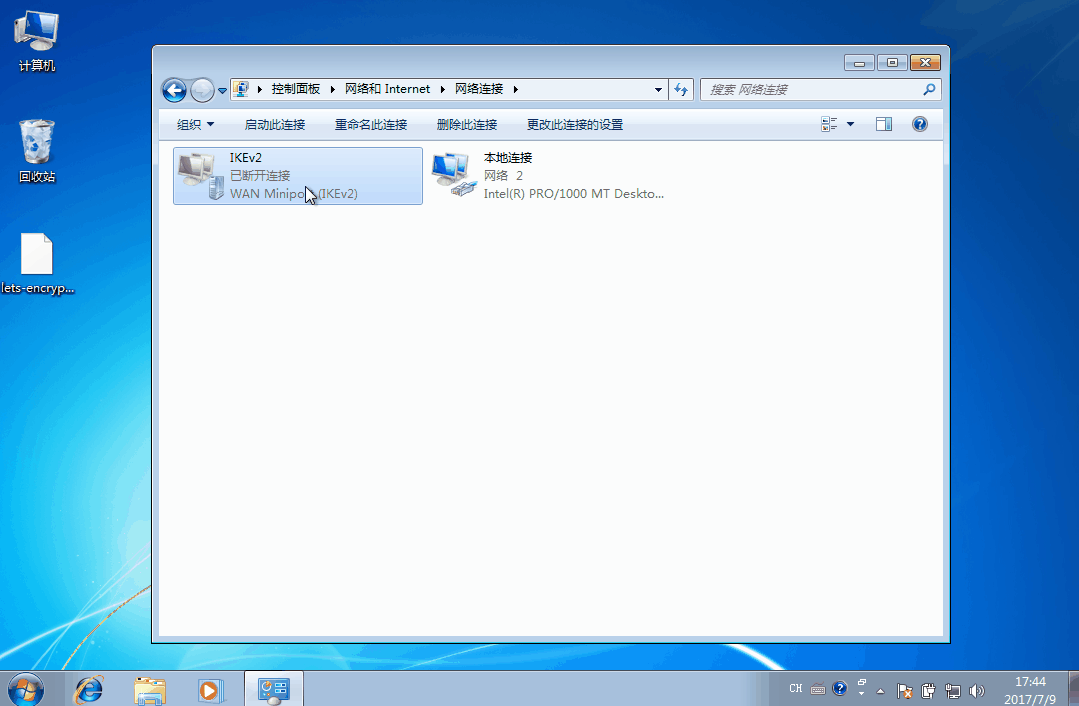 计算机
回收站
lets-encryp...
控制面板 网络和 Internet 网络连接
搜索 网络连接
组织 启动此连接 重命名此连接 删除此连接 更改此连接的设置
IKEv2
已断开连接
WAN Minipo (IKEv2)
本地连接
网络 2
Intel(R) PRO/1000 MT Deskto...
CH
17:44
2017/7/9